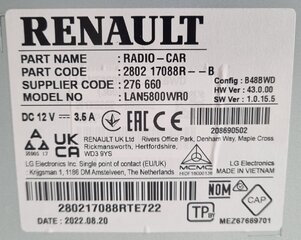 RENAULT
PART NAME : RADIO-CAR
PART CODE : 2802 17088R---B
SUPPLIER CODE : 276 660
MODEL NO : LAN5800WR0
Config : B48BWD
HW Ver : 43.0.00
SW Ver : 1.0.15.5
DC 12 V 3.5 A
208690502
UK CA
RENAULT UK Ltd Rivers Office Park, Denham Way, Maple Cross
Rickmansworth, Hertfordshire
WD3 9YS
LG Electronics Inc. Single point of contact (EU/UK) :
Krijgsman 1, 1186 DM Amstelveen, The Netherlands
MCMC
EAC
LG Electronics Inc.
MADE IN VIETNAM
280217088RTE722
DATE : 2022.08.20
TP
NOM
CAP
MEZ67669701